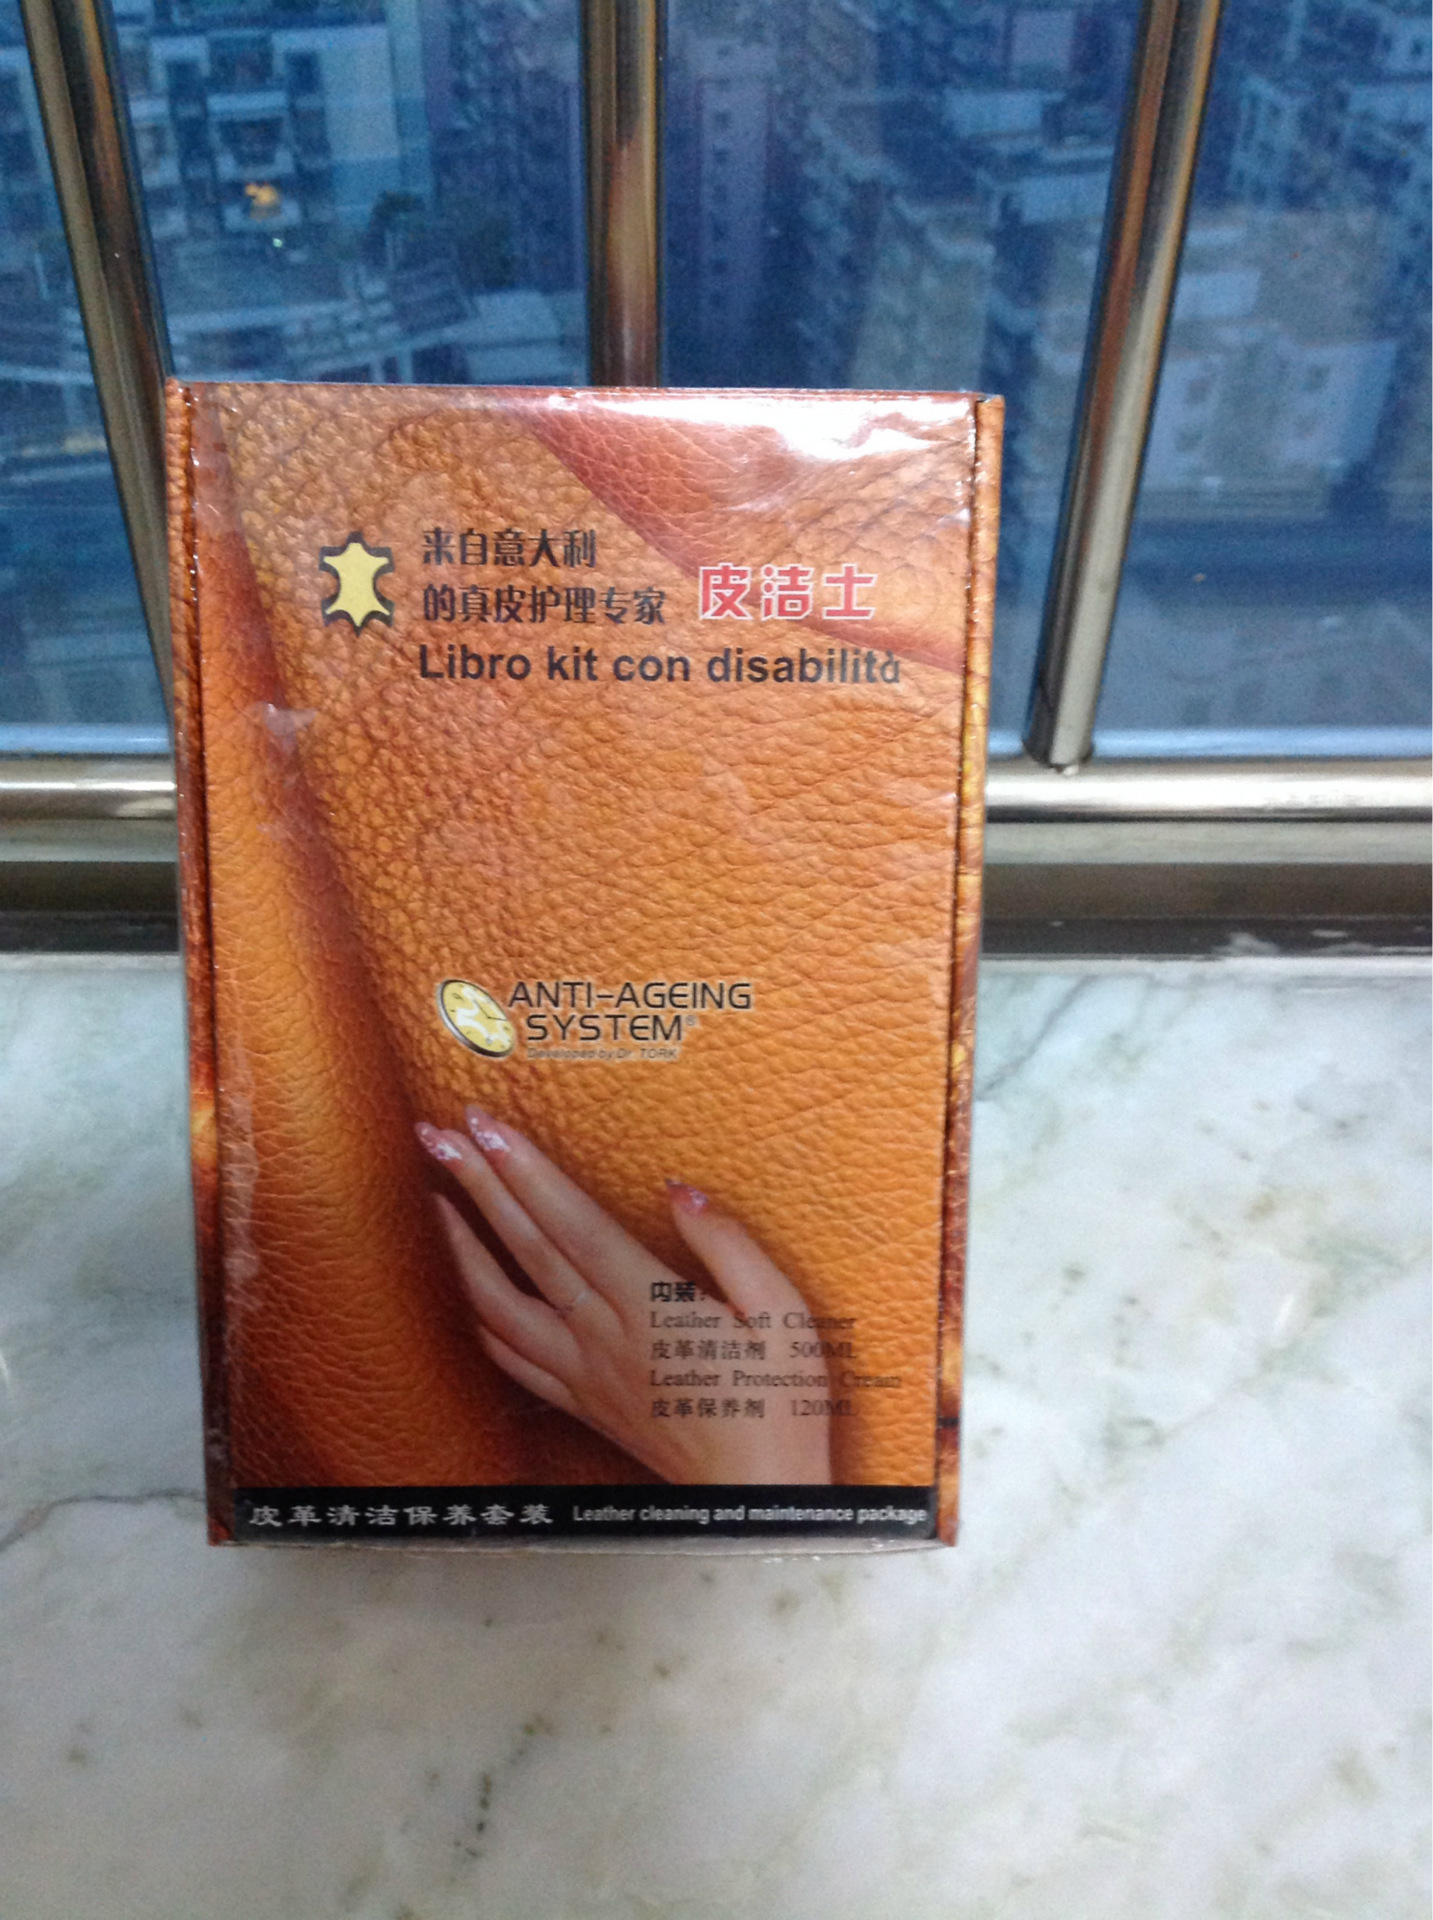 来自意大利
的真皮护理专家 皮洁士
Libro kit con disabilità
ANTI-AGEING
SYSTEM®
Developed by Dr. TORK
内装:
Leather Soft Cleaner
皮革清洁剂 500ML
Leather Protection Cream
皮革保养剂 120ML
皮革清洁保养套装 Leather cleaning and maintenance package